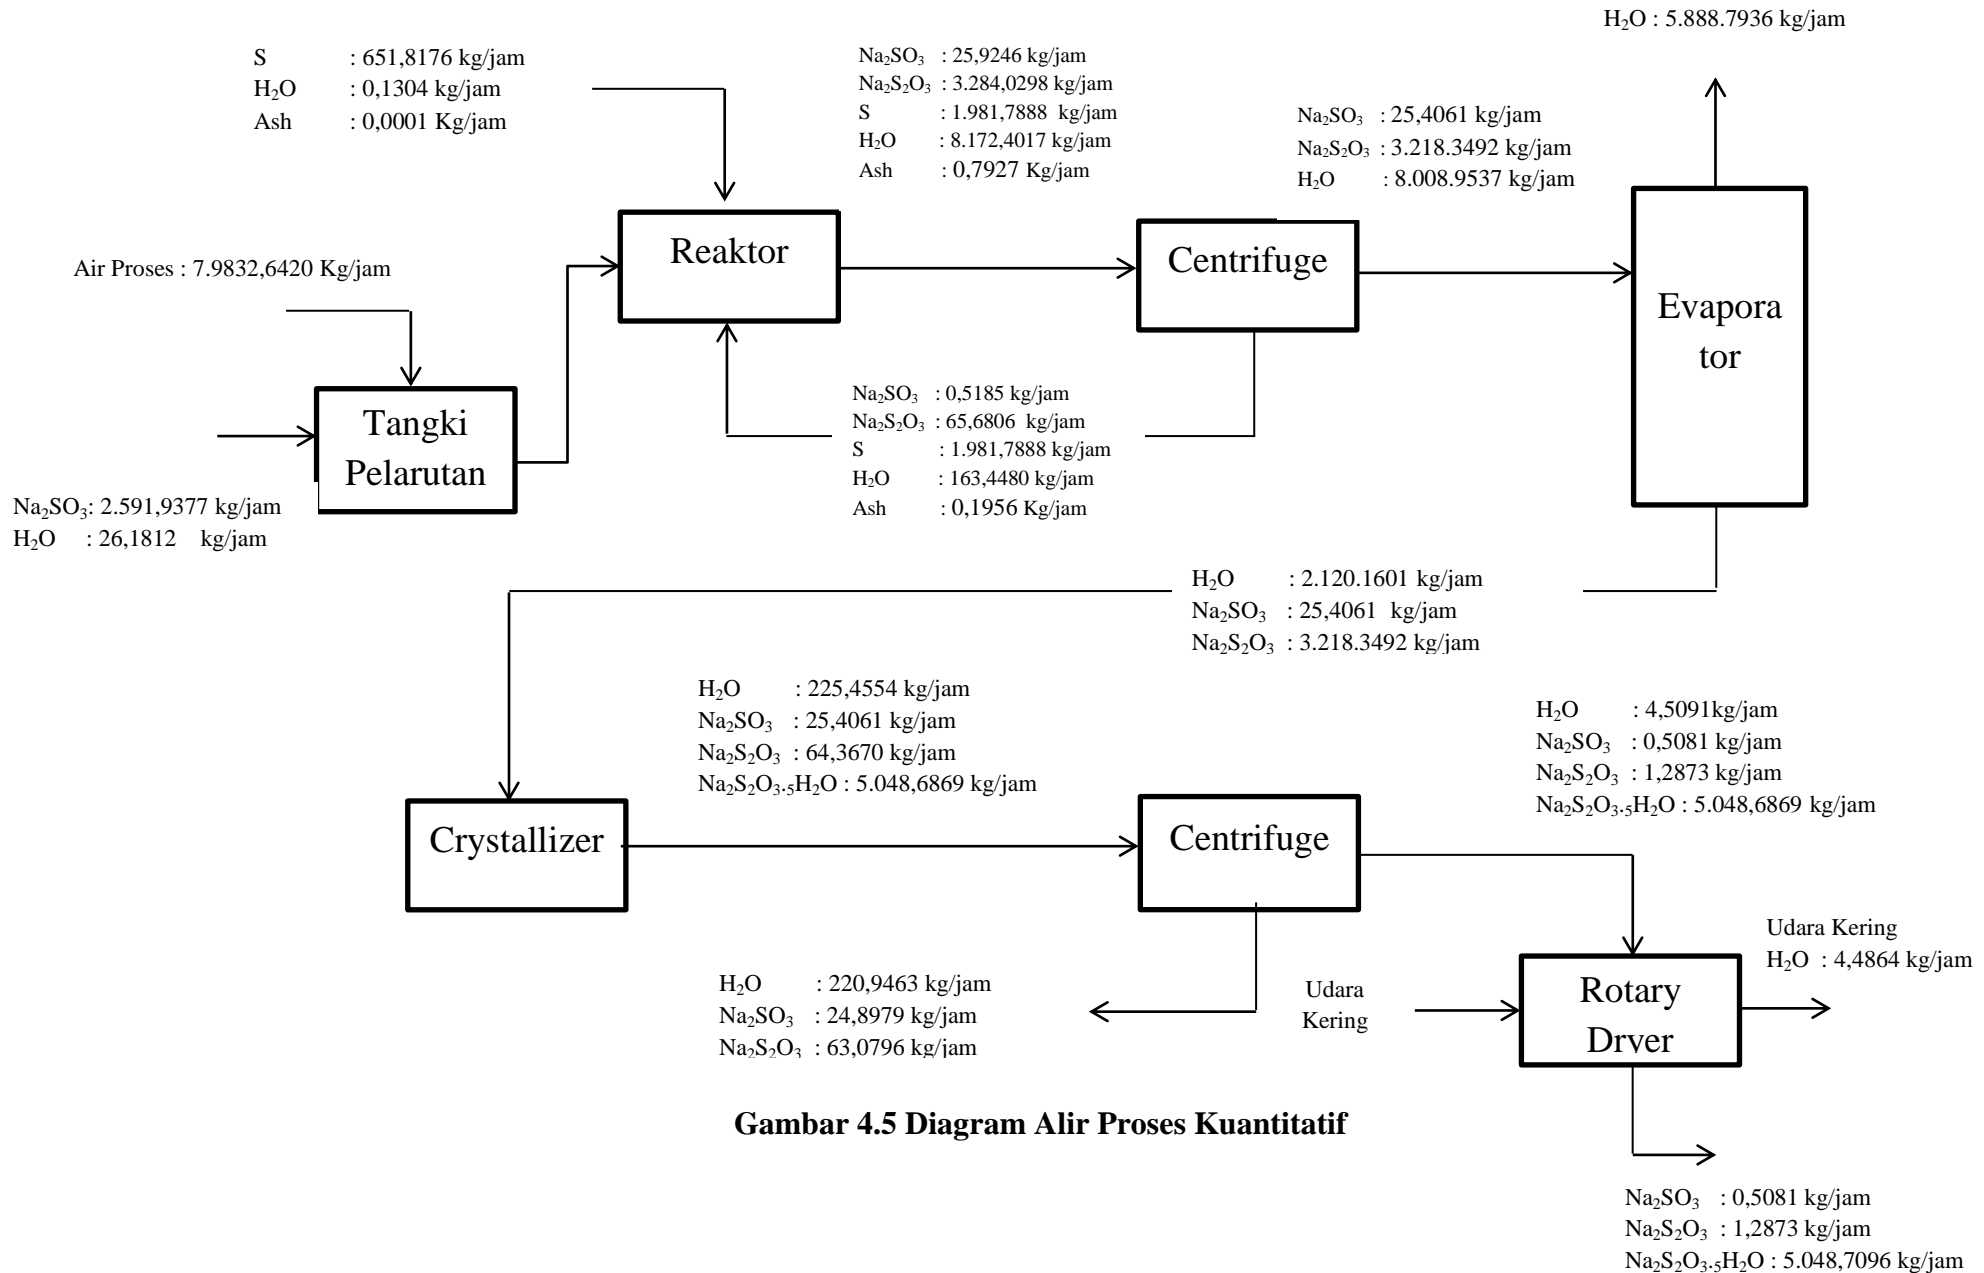 H₂O : 5.888.7936 kg/jam
S : 651,8176 kg/jam
H₂O : 0,1304 kg/jam
Ash : 0,0001 Kg/jam
Na₂SO₃ : 25,9246 kg/jam
Na₂S₂O₃ : 3.284,0298 kg/jam
S : 1.981,7888 kg/jam
H₂O : 8.172,4017 kg/jam
Ash : 0,7927 Kg/jam
Na₂SO₃ : 25,4061 kg/jam
Na₂S₂O₃ : 3.218.3492 kg/jam
H₂O : 8.008.9537 kg/jam
Reaktor
Centrifuge
Evapora
tor
Air Proses : 7.9832,6420 Kg/jam
Tangki
Pelarutan
Na₂SO₃: 2.591,9377 kg/jam
H₂O : 26,1812 kg/jam
Na₂SO₃ : 0,5185 kg/jam
Na₂S₂O₃ : 65,6806 kg/jam
S : 1.981,7888 kg/jam
H₂O : 163,4480 kg/jam
Ash : 0,1956 Kg/jam
H₂O : 2.120.1601 kg/jam
Na₂SO₃ : 25,4061 kg/jam
Na₂S₂O₃ : 3.218.3492 kg/jam
H₂O : 225,4554 kg/jam
Na₂SO₃ : 25,4061 kg/jam
Na₂S₂O₃ : 64,3670 kg/jam
Na₂S₂O₃.₅H₂O : 5.048,6869 kg/jam
H₂O : 4,5091kg/jam
Na₂SO₃ : 0,5081 kg/jam
Na₂S₂O₃ : 1,2873 kg/jam
Na₂S₂O₃.₅H₂O : 5.048,6869 kg/jam
Crystallizer
Centrifuge
Udara Kering
H₂O : 4,4864 kg/jam
H₂O : 220,9463 kg/jam
Na₂SO₃ : 24,8979 kg/jam
Na₂S₂O₃ : 63,0796 kg/jam
Udara
Kering
Rotary
Dryer
Gambar 4.5 Diagram Alir Proses Kuantitatif
Na₂SO₃ : 0,5081 kg/jam
Na₂S₂O₃ : 1,2873 kg/jam
Na₂S₂O₃.₅H₂O : 5.048,7096 kg/jam